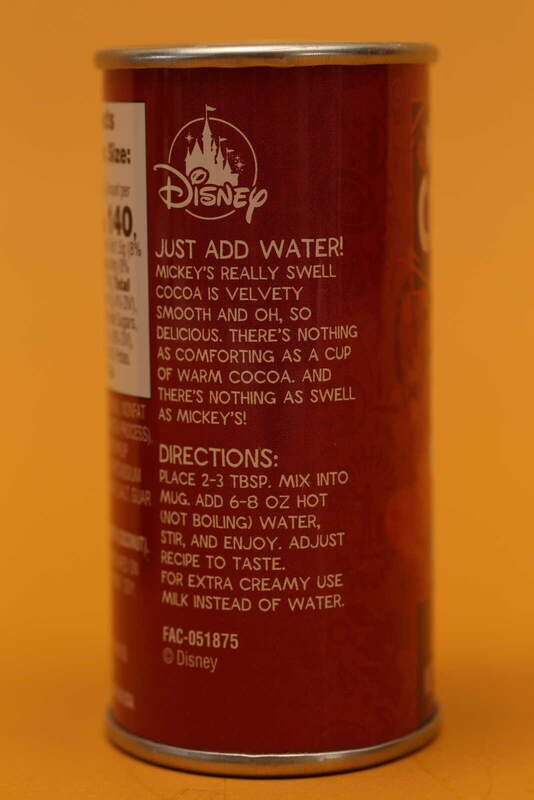 Size:
140,
Total
DISNEY
JUST ADD WATER!
MICKEY'S REALLY SWELL
COCOA IS VELVETY
SMOOTH AND OH, SO
DELICIOUS. THERE'S NOTHING
AS COMFORTING AS A CUP
OF WARM COCOA. AND
THERE'S NOTHING AS SWELL
AS MICKEY'S!
DIRECTIONS:
PLACE 2-3 TBSP. MIX INTO
MUG. ADD 6-8 OZ HOT
(NOT BOILING) WATER,
STIR, AND ENJOY. ADJUST
RECIPE TO TASTE.
FOR EXTRA CREAMY USE
MILK INSTEAD OF WATER.
FAC-051875
© Disney